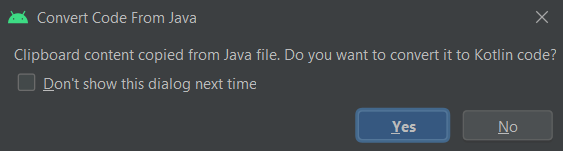 Convert Code From Java
Clipboard content copied from Java file. Do you want to convert it to Kotlin code?
Don't show this dialog next time
Yes
No